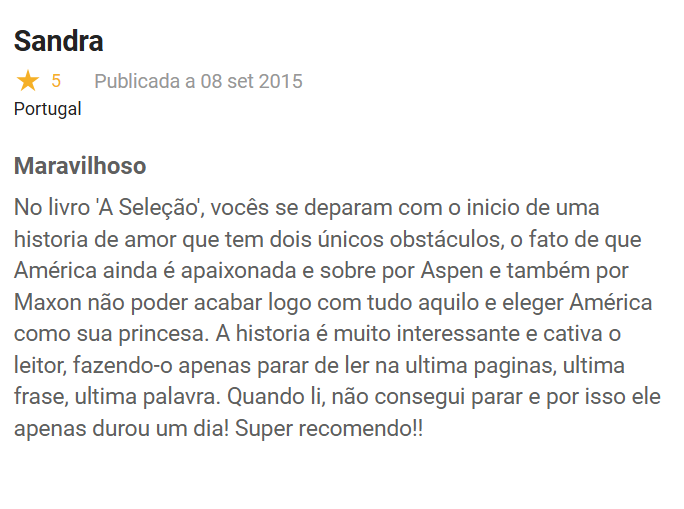 Sandra
★ 5 Publicada a 08 set 2015
Portugal
Maravilhoso
No livro 'A Seleção', vocês se deparam com o inicio de uma
historia de amor que tem dois únicos obstáculos, o fato de que
América ainda é apaixonada e sobre por Aspen e também por
Maxon não poder acabar logo com tudo aquilo e eleger América
como sua princesa. A historia é muito interessante e cativa o
leitor, fazendo-o apenas parar de ler na ultima paginas, ultima
frase, ultima palavra. Quando li, não consegui parar e por isso ele
apenas durou um dia! Super recomendo!!